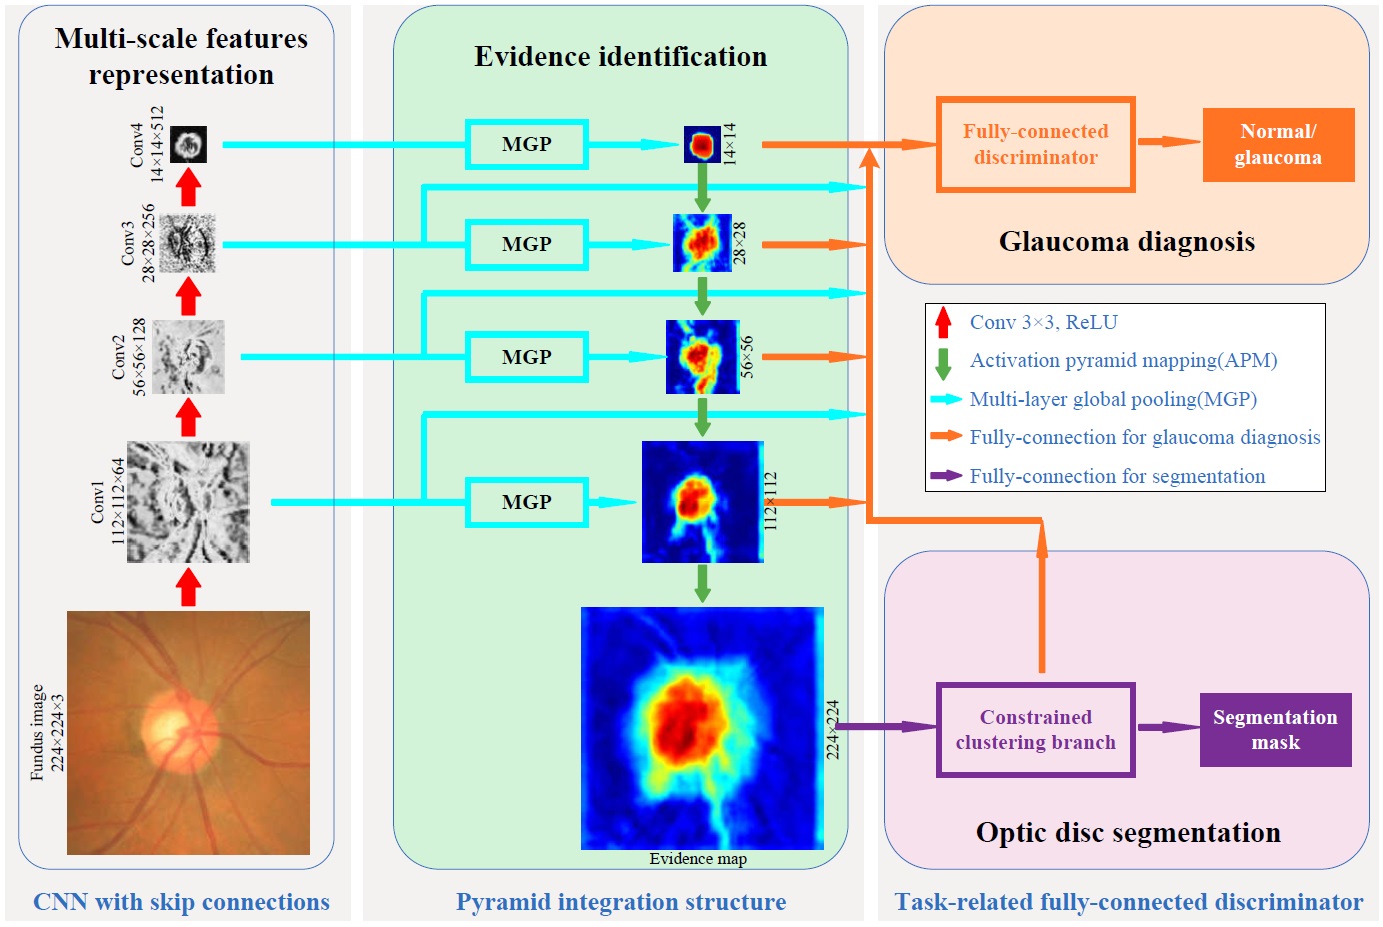 Multi-scale features
representation
Conv4
14×14×512
Conv3
28×28×256
Conv2
56×56×128
Conv1
112×112×64
Fundus image
224×224×3
CNN with skip connections
Evidence identification
MGP
14×14
MGP
28×28
MGP
56×56
MGP
112×112
224×224
Evidence map
Pyramid integration structure
Fully-connected
discriminator
Normal/
glaucoma
Glaucoma diagnosis
Conv 3×3, ReLU
Activation pyramid mapping(APM)
Multi-layer global pooling(MGP)
Fully-connection for glaucoma diagnosis
Fully-connection for segmentation
Constrained
clustering branch
Segmentation
mask
Optic disc segmentation
Task-related fully-connected discriminator